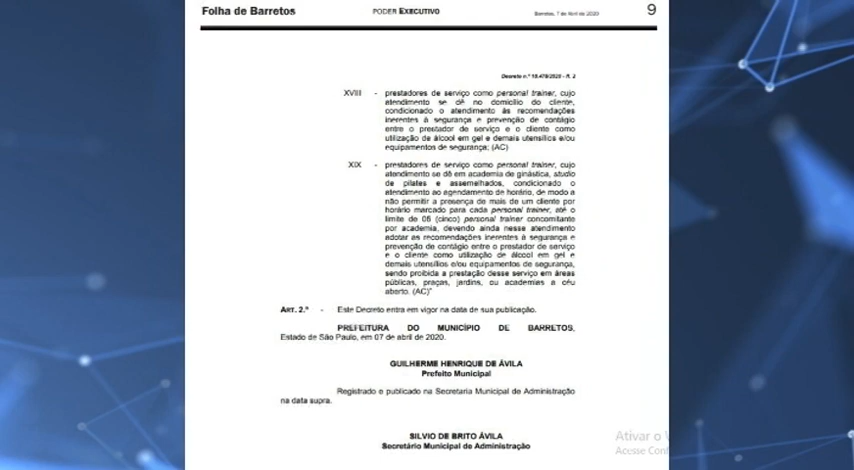 Folha de Barretos
PODER EXECUTIVO
Barretos, 7 de Abril de 2020
9
Decreto n.º 10.478/2020 - fl. 2
XVIII - prestadores de serviço como personal trainer, cujo
atendimento se dê no domicílio do cliente,
condicionado o atendimento às recomendações
inerentes à segurança e prevenção de contágio
entre o prestador de serviço e o cliente como
utilização de álcool em gel e demais utensílios e/ou
equipamentos de segurança; (AC)
XIX - prestadores de serviço como personal trainer, cujo
atendimento se dê em academia de ginástica, studio
de pilates e assemelhados, condicionado o
atendimento ao agendamento de horário, de modo a
não permitir a presença de mais de um cliente por
horário marcado para cada personal trainer, até o
limite de 05 (cinco) personal trainer concomitante
por academia, devendo ainda nesse atendimento
adotar as recomendações inerentes à segurança e
prevenção de contágio entre o prestador de serviço
e o cliente como utilização de álcool em gel e
demais utensílios e/ou equipamentos de segurança,
sendo proibida a prestação desse serviço em áreas
públicas, praças, jardins, ou academias a céu
aberto. (AC)"
ART. 2.º - Este Decreto entra em vigor na data de sua publicação.
PREFEITURA DO MUNICÍPIO DE BARRETOS,
Estado de São Paulo, em 07 de abril de 2020.
GUILHERME HENRIQUE DE ÁVILA
Prefeito Municipal
Registrado e publicado na Secretaria Municipal de Administração
na data supra.
SILVIO DE BRITO ÁVILA
Secretário Municipal de Administração
Ativar o
Acesse